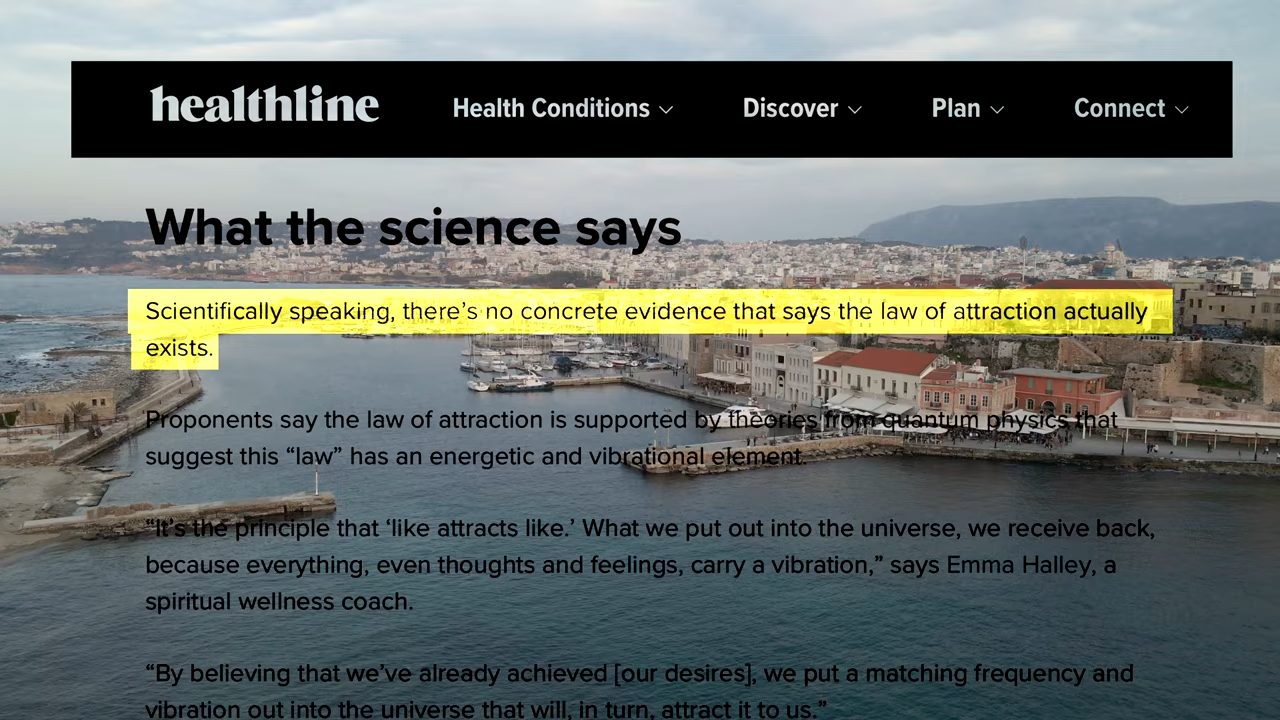 healthline Health Conditions Discover Plan Connect
What the science says
Scientifically speaking, there’s no concrete evidence that says the law of attraction actually
exists.
Proponents say the law of attraction is supported by theories from quantum physics that
suggest this “law” has an energetic and vibrational element.
“It’s the principle that ‘like attracts like.’ What we put out into the universe, we receive back,
because everything, even thoughts and feelings, carry a vibration,” says Emma Halley, a
spiritual wellness coach.
“By believing that we’ve already achieved [our desires], we put a matching frequency and
vibration out into the universe that will, in turn, attract it to us.”